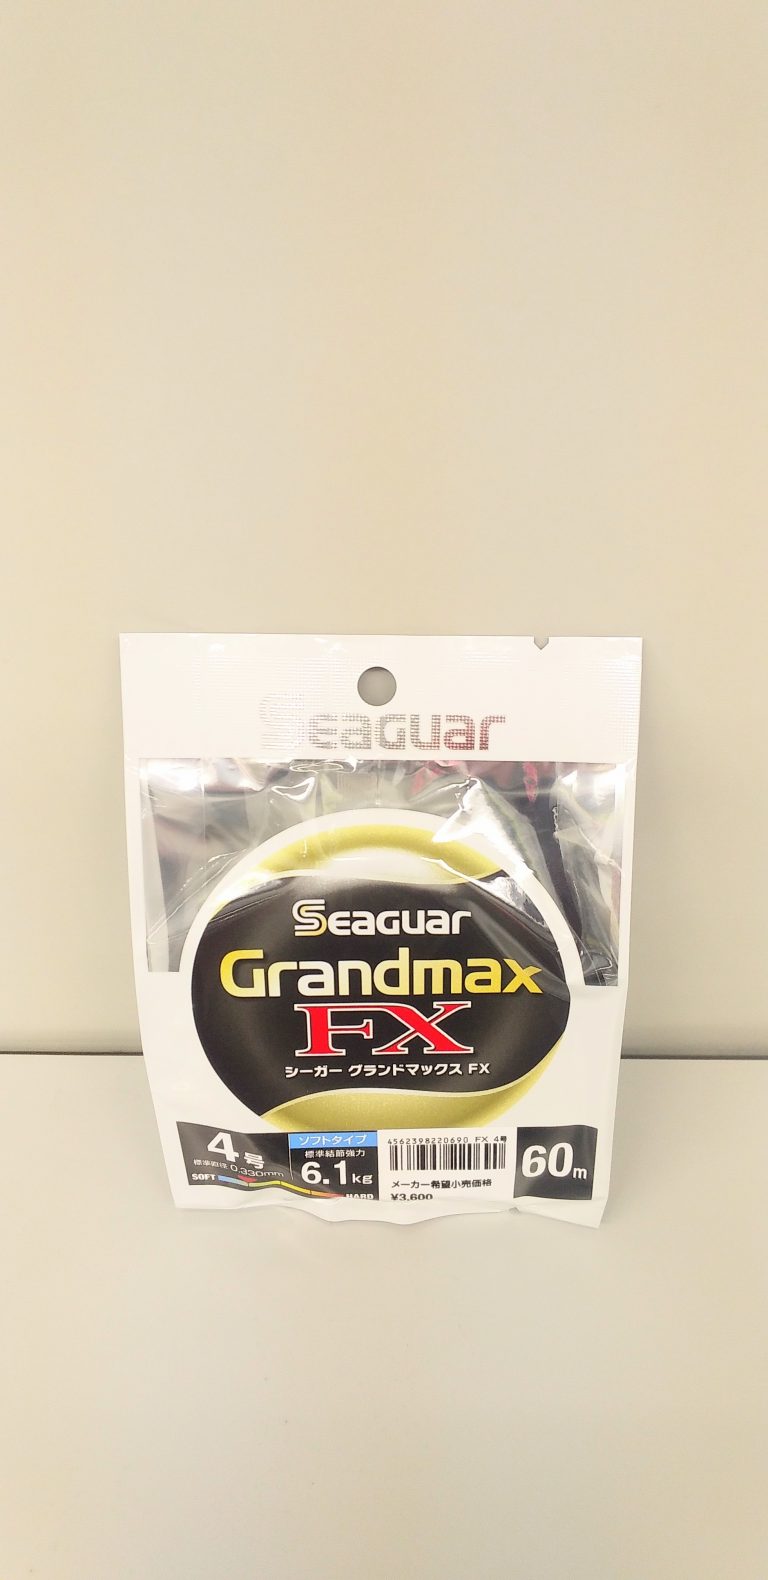 Seaguar
Seaguar
Grandmax
FX
シーガー グランドマックス FX
4号
標準直径 0.330mm
SOFT
HARD
ソフトタイプ
標準結節強力
6.1kg
4562398220690 FX 4号
メーカー希望小売価格
¥3,600
60m